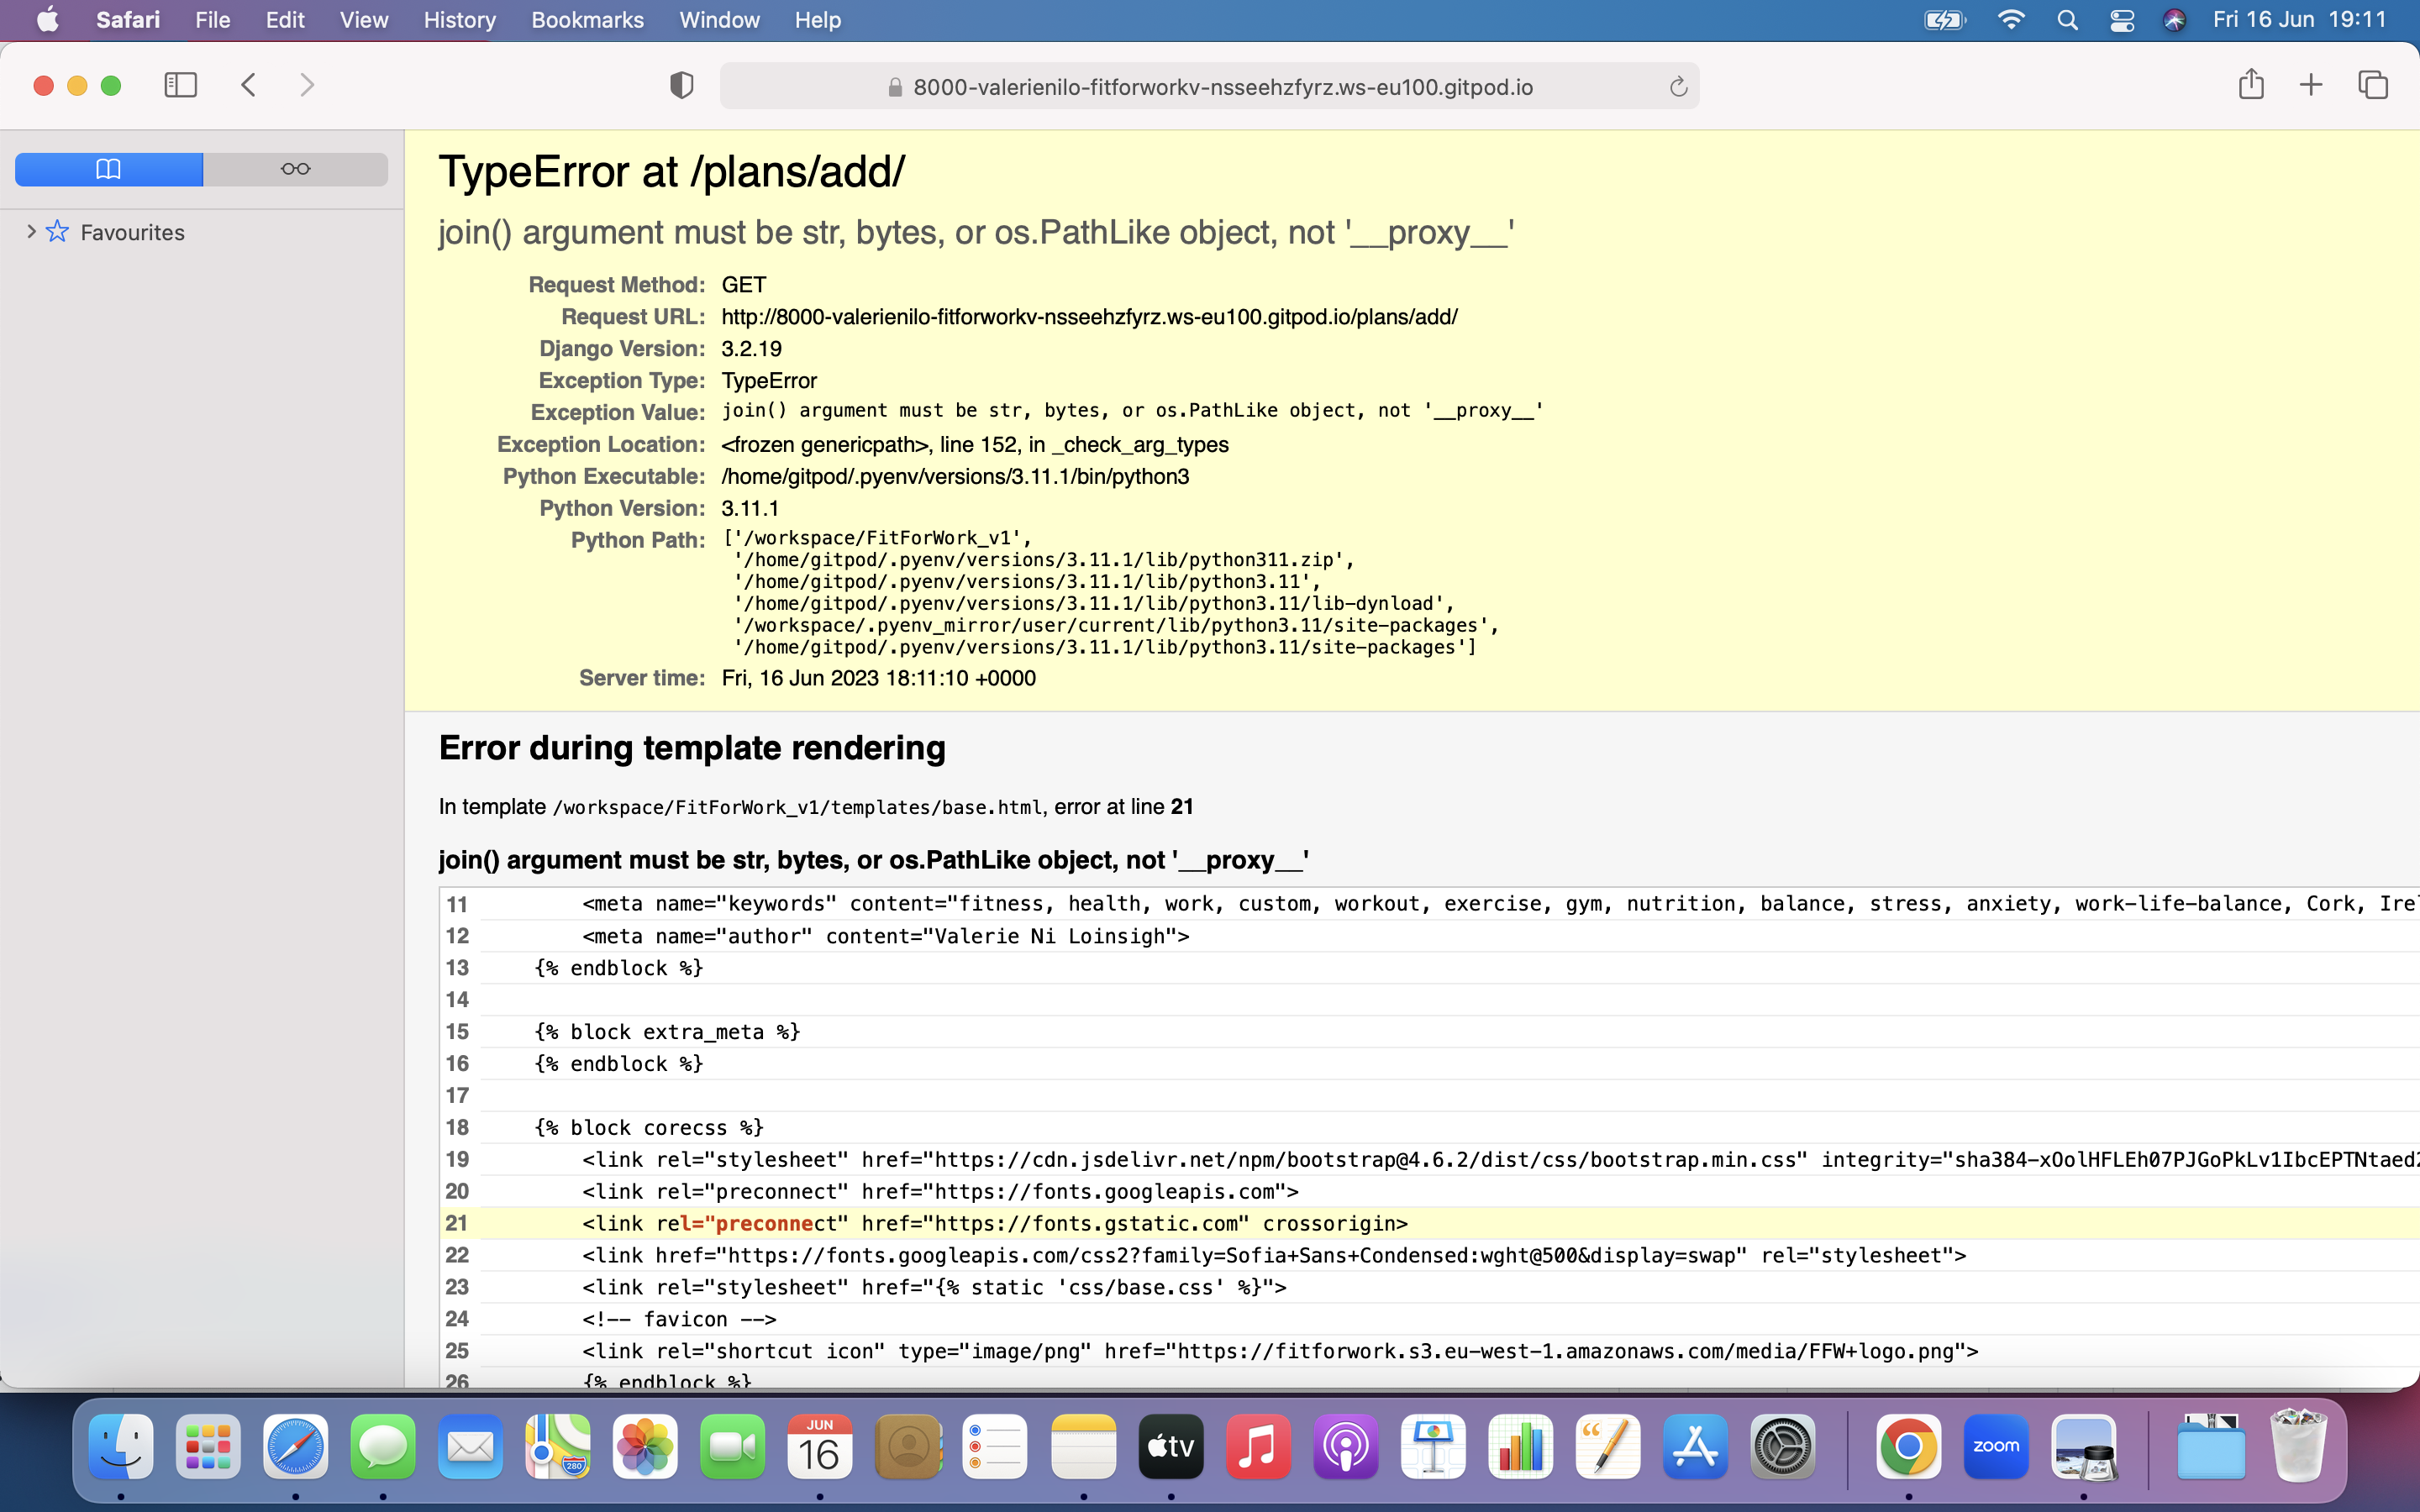 Safari File Edit View History Bookmarks Window Help Fri 16 Jun 19:11
8000-valerienilo-fitforworkv-nsseehzfyrz.ws-eu100.gitpod.io
Favourites
TypeError at /plans/add/
join() argument must be str, bytes, or os.PathLike object, not '__proxy__'
Request Method: GET
Request URL: http://8000-valerienilo-fitforworkv-nsseehzfyrz.ws-eu100.gitpod.io/plans/add/
Django Version: 3.2.19
Exception Type: TypeError
Exception Value: join() argument must be str, bytes, or os.PathLike object, not '__proxy__'
Exception Location: <frozen genericpath>, line 152, in _check_arg_types
Python Executable: /home/gitpod/.pyenv/versions/3.11.1/bin/python3
Python Version: 3.11.1
Python Path: ['/workspace/FitForWork_v1',
'/home/gitpod/.pyenv/versions/3.11.1/lib/python311.zip',
'/home/gitpod/.pyenv/versions/3.11.1/lib/python3.11',
'/home/gitpod/.pyenv/versions/3.11.1/lib/python3.11/lib-dynload',
'/workspace/.pyenv_mirror/user/current/lib/python3.11/site-packages',
'/home/gitpod/.pyenv/versions/3.11.1/lib/python3.11/site-packages']
Server time: Fri, 16 Jun 2023 18:11:10 +0000
Error during template rendering
In template /workspace/FitForWork_v1/templates/base.html, error at line 21
join() argument must be str, bytes, or os.PathLike object, not '__proxy__'
11 <meta name="keywords" content="fitness, health, work, custom, workout, exercise, gym, nutrition, balance, stress, anxiety, work-life-balance, Cork, Irel
12 <meta name="author" content="Valerie Ni Loinsigh">
13 {% endblock %}
14
15 {% block extra_meta %}
16 {% endblock %}
17
18 {% block corecss %}
19 <link rel="stylesheet" href="https://cdn.jsdelivr.net/npm/bootstrap@4.6.2/dist/css/bootstrap.min.css" integrity="sha384-xOolHFLEh07PJGoPkLv1IbcEPTNtaed2
20 <link rel="preconnect" href="https://fonts.googleapis.com">
21 <link rel="preconnect" href="https://fonts.gstatic.com" crossorigin>
22 <link href="https://fonts.googleapis.com/css2?family=Sofia+Sans+Condensed:wght@500&display=swap" rel="stylesheet">
23 <link rel="stylesheet" href="{% static 'css/base.css' %}">
24 <!-- favicon -->
25 <link rel="shortcut icon" type="image/png" href="https://fitforwork.s3.eu-west-1.amazonaws.com/media/FFW+logo.png">
26 {% endblock %}
280
JUN
16
tv
zoom